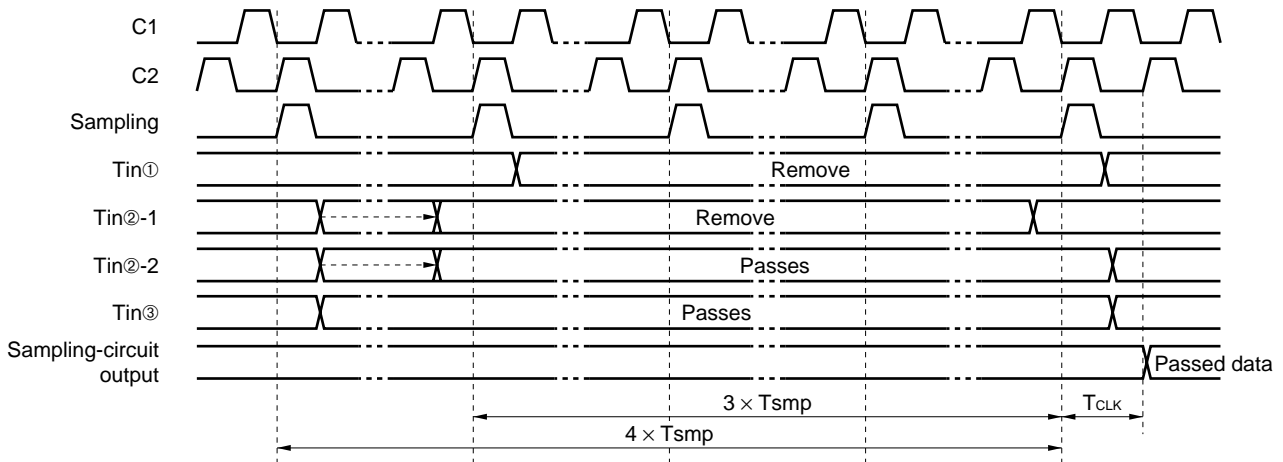 C1
C2
Sampling
Tin①
Remove
Tin②-1
Remove
Tin②-2
Passes
Tin③
Passes
Sampling-circuit
output
Passed data
3 × Tsmp
TCLK
4 × Tsmp